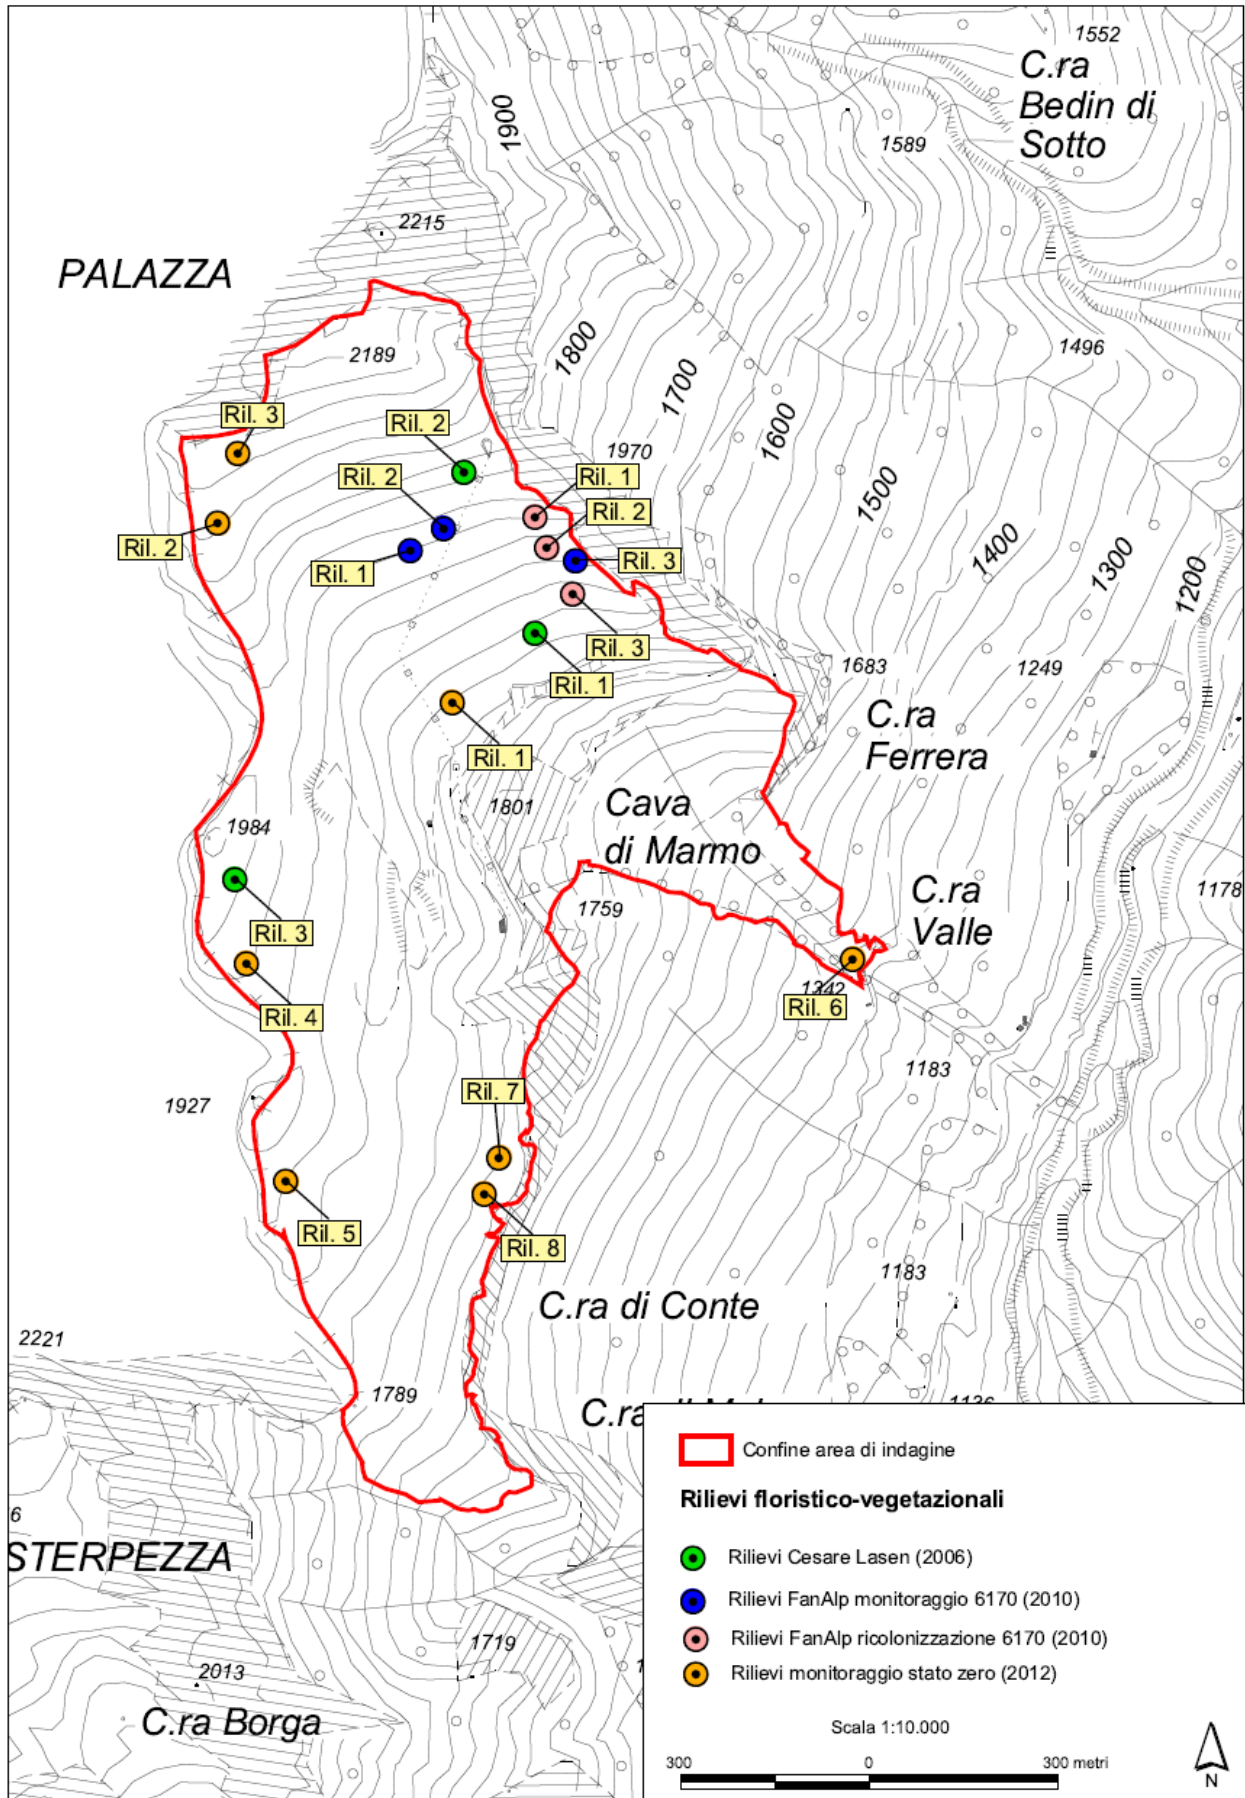 1552
C.ra
Bedin di
Sotto
1900
1589
2215
PALAZZA
1800
2189
1496
1700
1600
Ril. 3
Ril. 2
1970
Ril. 2
Ril. 1
1500
Ril. 2
1400
Ril. 2
Ril. 1
Ril. 3
1300
1200
Ril. 3
1683
1249
Ril. 1
C.ra
Ferrera
Ril. 1
1801
Cava
di Marmo
1984
1178
C.ra
Valle
1759
Ril. 3
1342
Ril. 6
Ril. 4
1183
Ril. 7
1927
Ril. 5
Ril. 8
1183
C.ra di Conte
2221
1789
C.ra
6
STERPEZZA
1719
2013
C.ra Borga
Confine area di indagine
Rilievi floristico-vegetazionali
Rilievi Cesare Lasen (2006)
Rilievi FanAlp monitoraggio 6170 (2010)
Rilievi FanAlp ricolonizzazione 6170 (2010)
Rilievi monitoraggio stato zero (2012)
Scala 1:10.000
300 0 300 metri
N